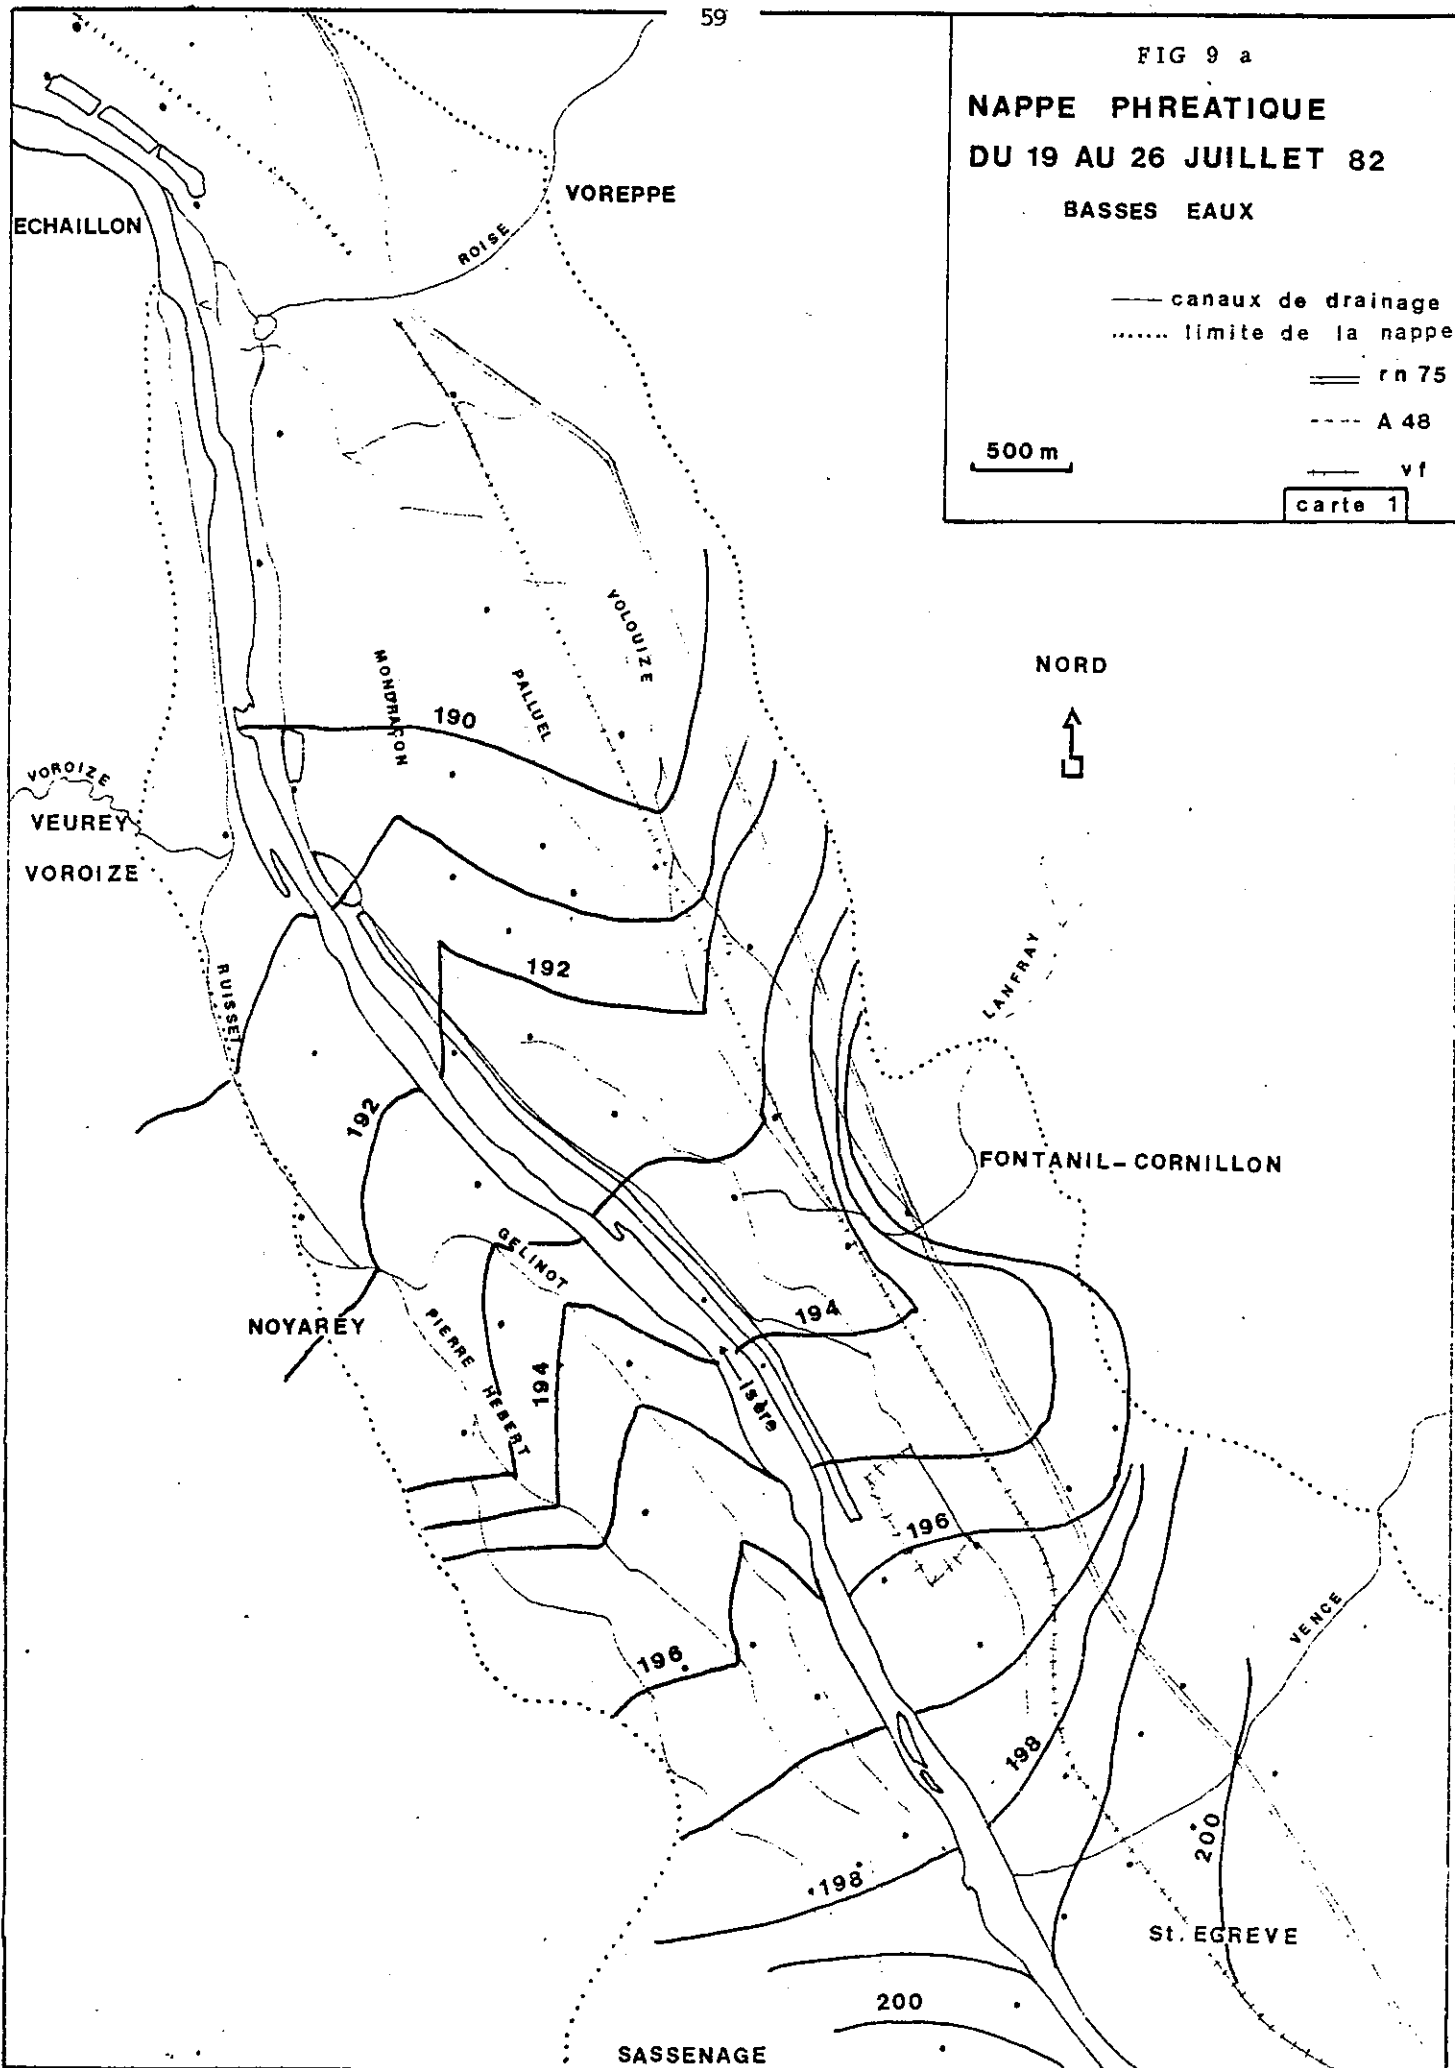 59
FIG 9 a
NAPPE PHREATIQUE
DU 19 AU 26 JUILLET 82
BASSES EAUX
canaux de drainage
limite de la nappe
rn 75
A 48
500 m
vf
carte 1
ECHAILLON
VOREPPE
ROISE
VOLOUIZE
MONDRAGON
PALLUEL
NORD
190
VOROIZE
VEUREY
VOROIZE
LANFRAY
RUISSET
192
192
FONTANIL-CORNILLON
GELINOT
NOYAREY
PIERRE HEBERT
194
194
Isère
196
VENCE
196
198
200
198
St. EGREVE
200
SASSENAGE